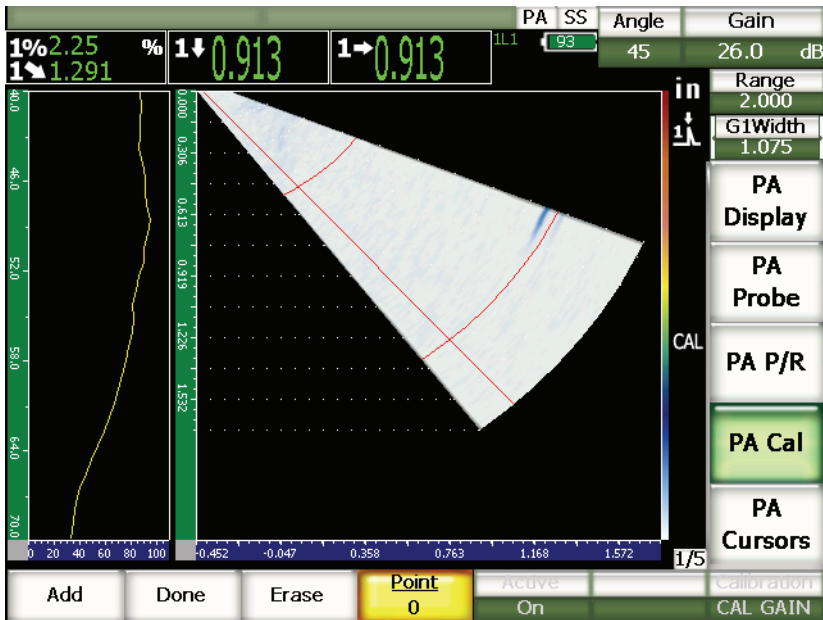 PA SS
Angle
45
Gain
26.0 dB
1% 2.25 %
1 1.291
1 0.913
1 0.913
1L1
93
in
Range
2.000
G1Width
1.075
1
PA
Display
PA
Probe
PA P/R
PA Cal
PA
Cursors
40.0
46.0
52.0
58.0
64.0
70.0
0 20 40 60 80 100
0.000
0.306
0.613
0.919
1.226
1.532
-0.452 -0.047 0.358 0.763 1.168 1.572
CAL
1/5
Add
Done
Erase
Point
0
Active
On
Calibration
CAL GAIN